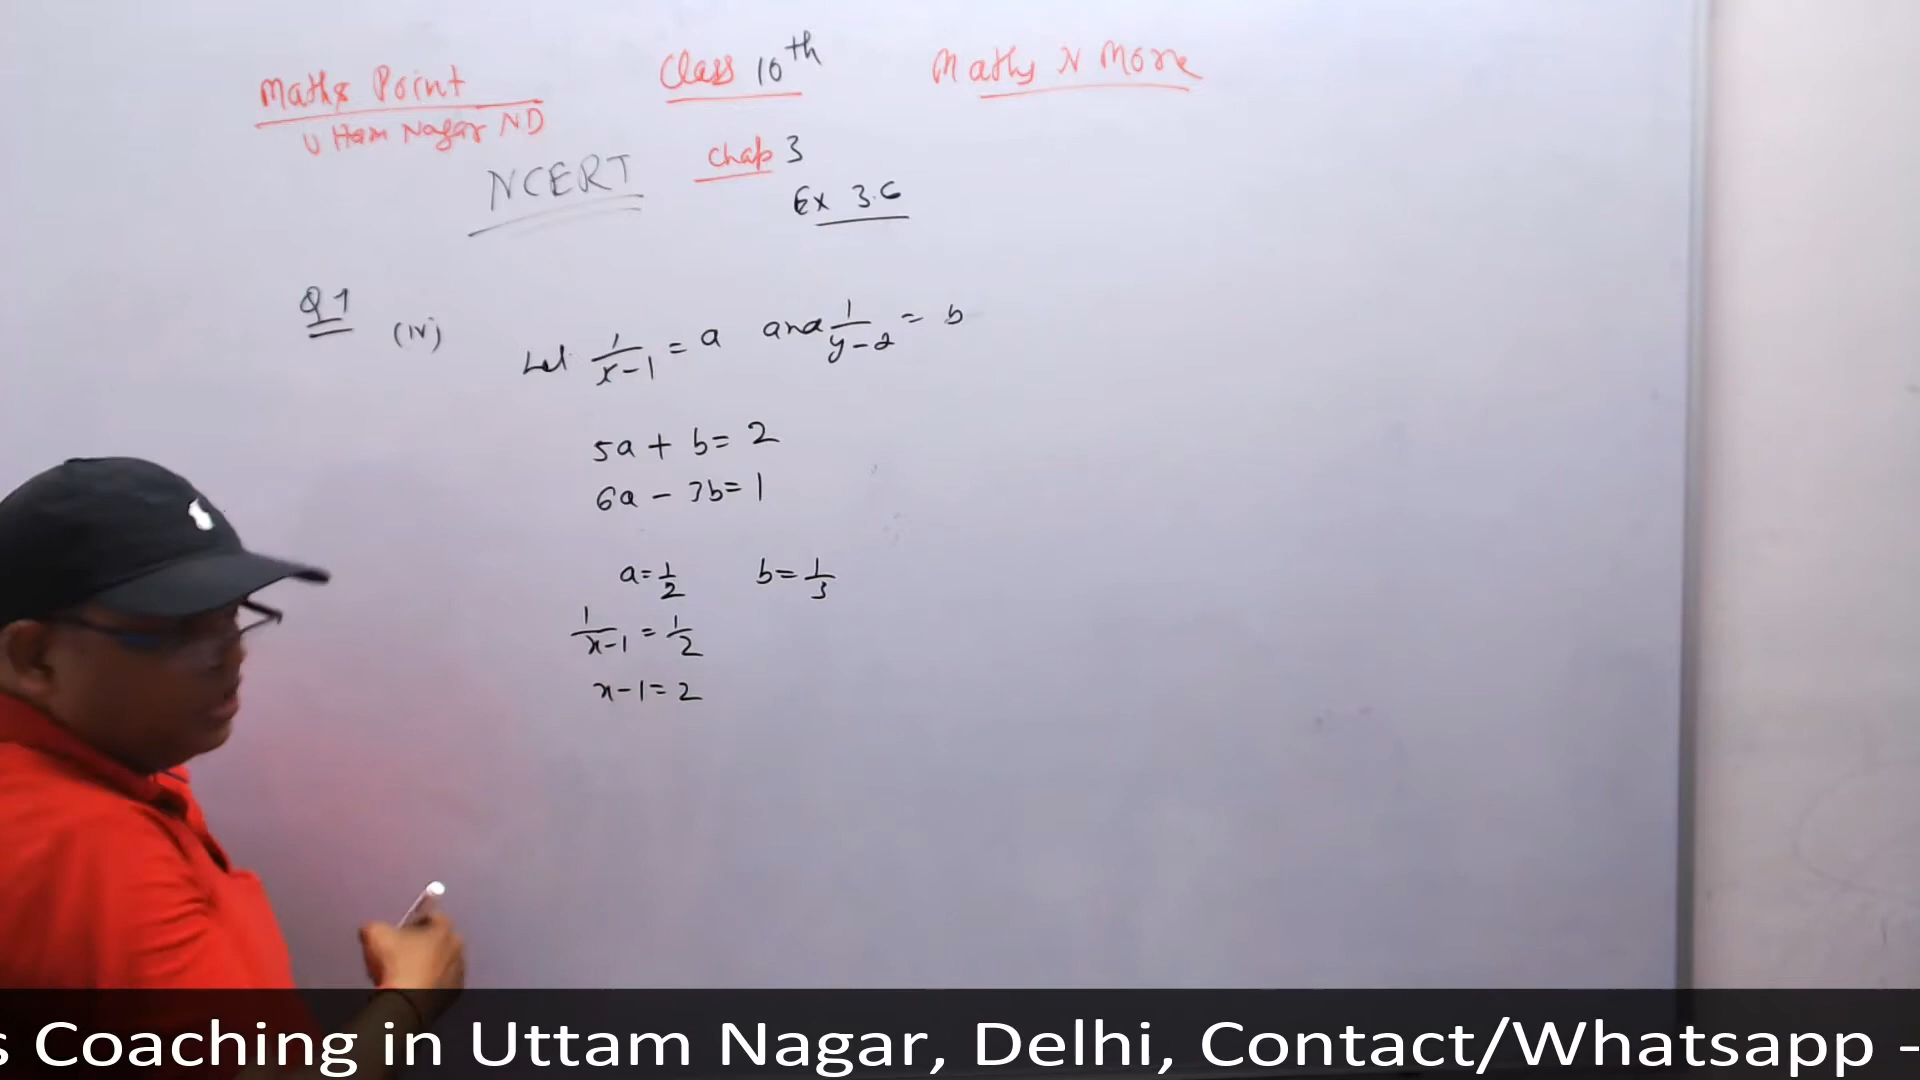 Maths Point
Uttam Nagar ND
Class 10th
Maths N More
NCERT
Chap 3
Ex 3.6
Q1
(iv)
Let 1/(x-1) = a and 1/(y-2) = b
5a + b = 2
6a - 3b = 1
a = 1/2 b = 1/3
1/(x-1) = 1/2
x-1 = 2
s Coaching in Uttam Nagar, Delhi, Contact/Whatsapp -